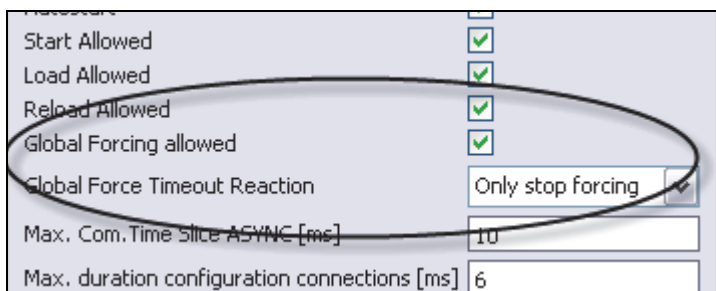 Autostart
Start Allowed
Load Allowed
Reload Allowed
Global Forcing allowed
Global Force Timeout Reaction Only stop forcing
Max. Com.Time Slice ASYNC [ms] 10
Max. duration configuration connections [ms] 6